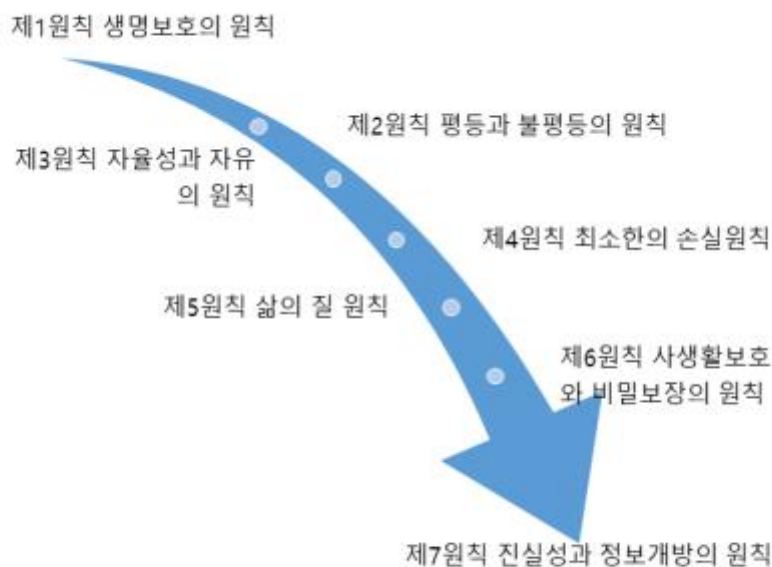 제1원칙 생명보호의 원칙
제2원칙 평등과 불평등의 원칙
제3원칙 자율성과 자유
의 원칙
제4원칙 최소한의 손실원칙
제5원칙 삶의 질 원칙
제6원칙 사생활보호
와 비밀보장의 원칙
제7원칙 진실성과 정보개방의 원칙